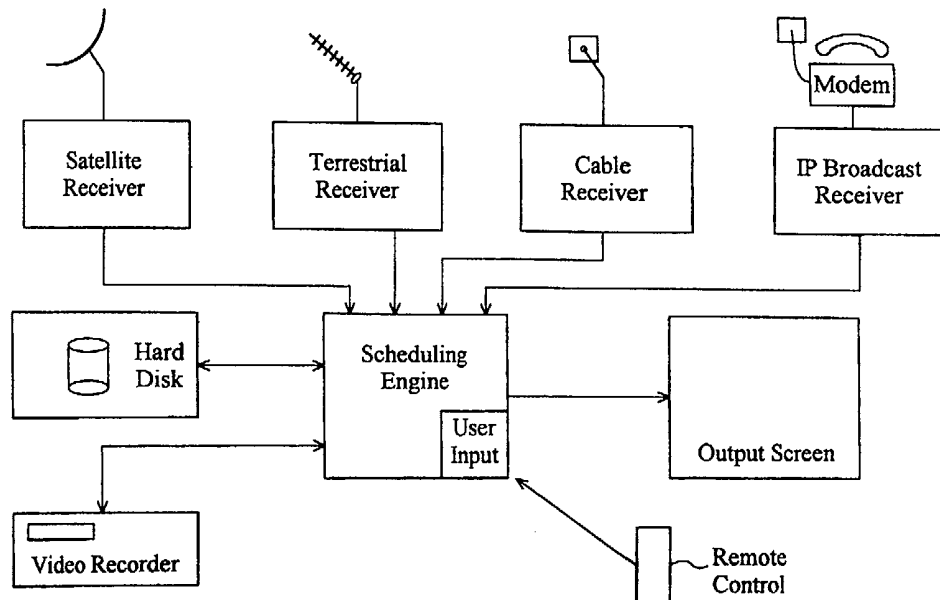 Modem
Satellite
Receiver
Terrestrial
Receiver
Cable
Receiver
IP Broadcast
Receiver
Hard
Disk
Scheduling
Engine
User
Input
Output Screen
Video Recorder
Remote
Control